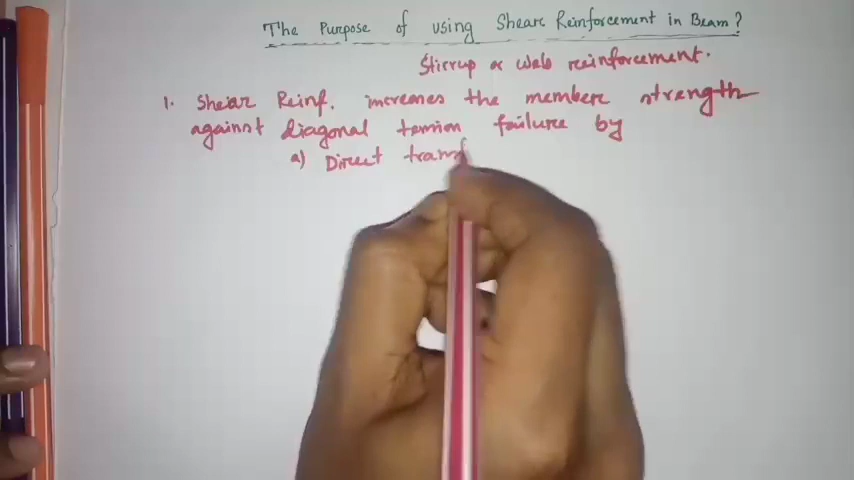 The Purpose of using Shear Reinforcement in Beam?
Stirrup or Web reinforcement.
1. Shear Reinf. increases the member strength
against diagonal tension failure by
a) Direct transf